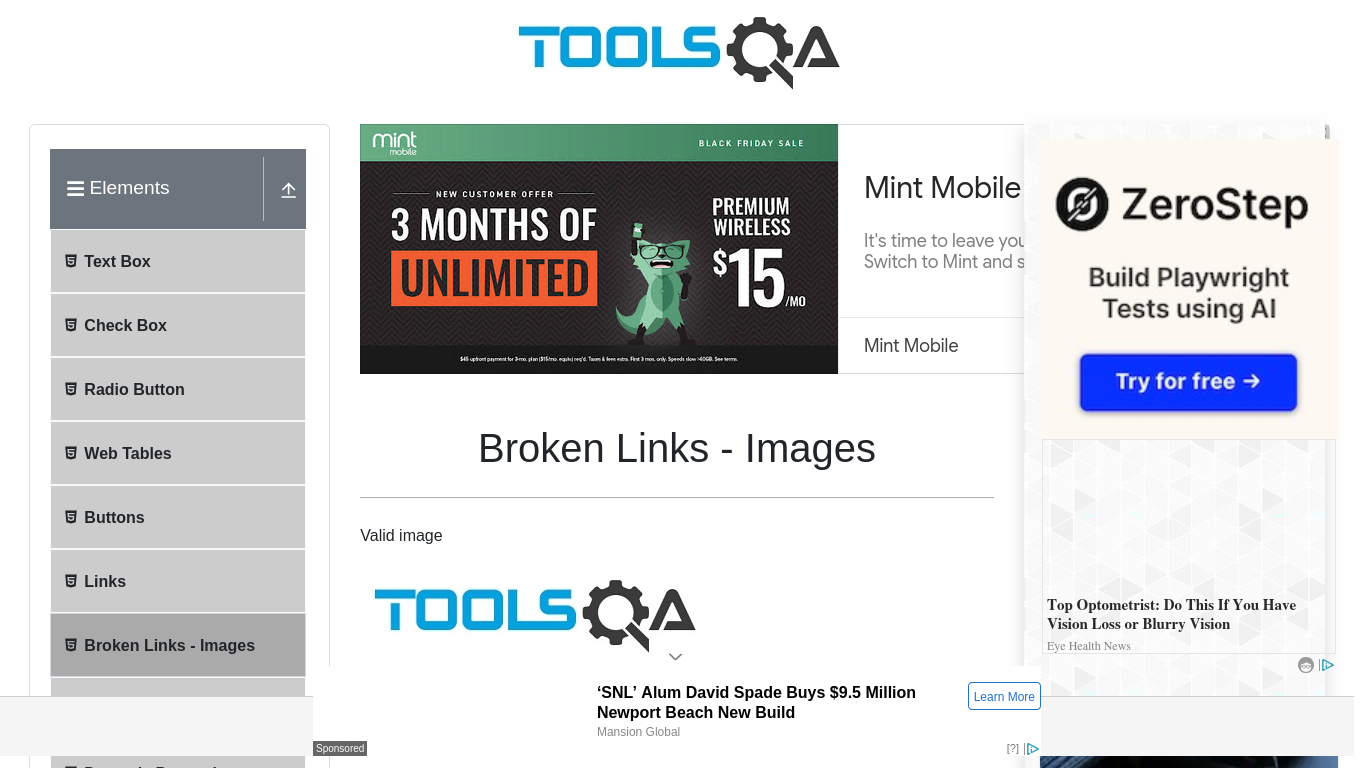 TOOLSQA
Elements
Text Box
Check Box
Radio Button
Web Tables
Buttons
Links
Broken Links - Images
mint
mobile
BLACK FRIDAY SALE
NEW CUSTOMER OFFER
3 MONTHS OF
UNLIMITED
PREMIUM
WIRELESS
$15/MO
$45 upfront payment for 3-mo. plan ($15/mo. equiv.) req'd. Taxes & fees extra. First 3 mos. only. Speeds slow >40GB. See terms.
Mint Mobile
It's time to leave you
Switch to Mint and s
Mint Mobile
ZeroStep
Build Playwright
Tests using AI
Try for free →
Broken Links - Images
Valid image
TOOLSQA
Top Optometrist: Do This If You Have
Vision Loss or Blurry Vision
Eye Health News
‘SNL’ Alum David Spade Buys $9.5 Million
Newport Beach New Build
Mansion Global
Learn More
Sponsored
[?]